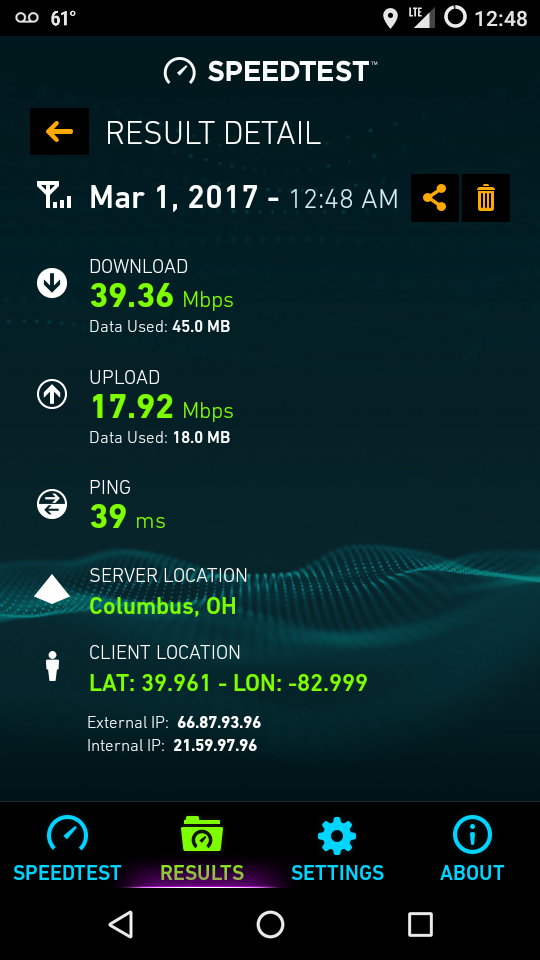 61° LTE 12:48
SPEEDTEST™
RESULT DETAIL
Mar 1, 2017 - 12:48 AM
DOWNLOAD
39.36 Mbps
Data Used: 45.0 MB
UPLOAD
17.92 Mbps
Data Used: 18.0 MB
PING
39 ms
SERVER LOCATION
Columbus, OH
CLIENT LOCATION
LAT: 39.961 - LON: -82.999
External IP: 66.87.93.96
Internal IP: 21.59.97.96
SPEEDTEST RESULTS SETTINGS ABOUT